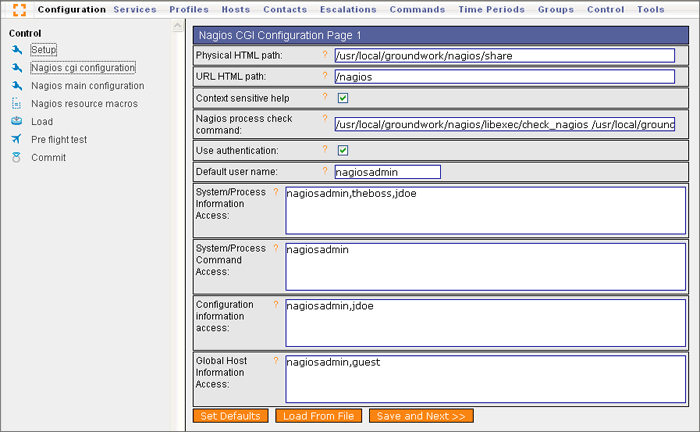 Configuration Services Profiles Hosts Contacts Escalations Commands Time Periods Groups Control Tools
Control
Setup
Nagios cgi configuration
Nagios main configuration
Nagios resource macros
Load
Pre flight test
Commit
Nagios CGI Configuration Page 1
Physical HTML path: ? /usr/local/groundwork/nagios/share
URL HTML path: ? /nagios
Context sensitive help ?
Nagios process check
command: ? /usr/local/groundwork/nagios/libexec/check_nagios /usr/local/ground
Use authentication: ?
Default user name: ? nagiosadmin
System/Process ? nagiosadmin,theboss,jdoe
Information
Access:
System/Process ? nagiosadmin
Command
Access:
Configuration ? nagiosadmin,jdoe
information
access:
Global Host ? nagiosadmin,guest
Information
Access:
Set Defaults Load From File Save and Next >>